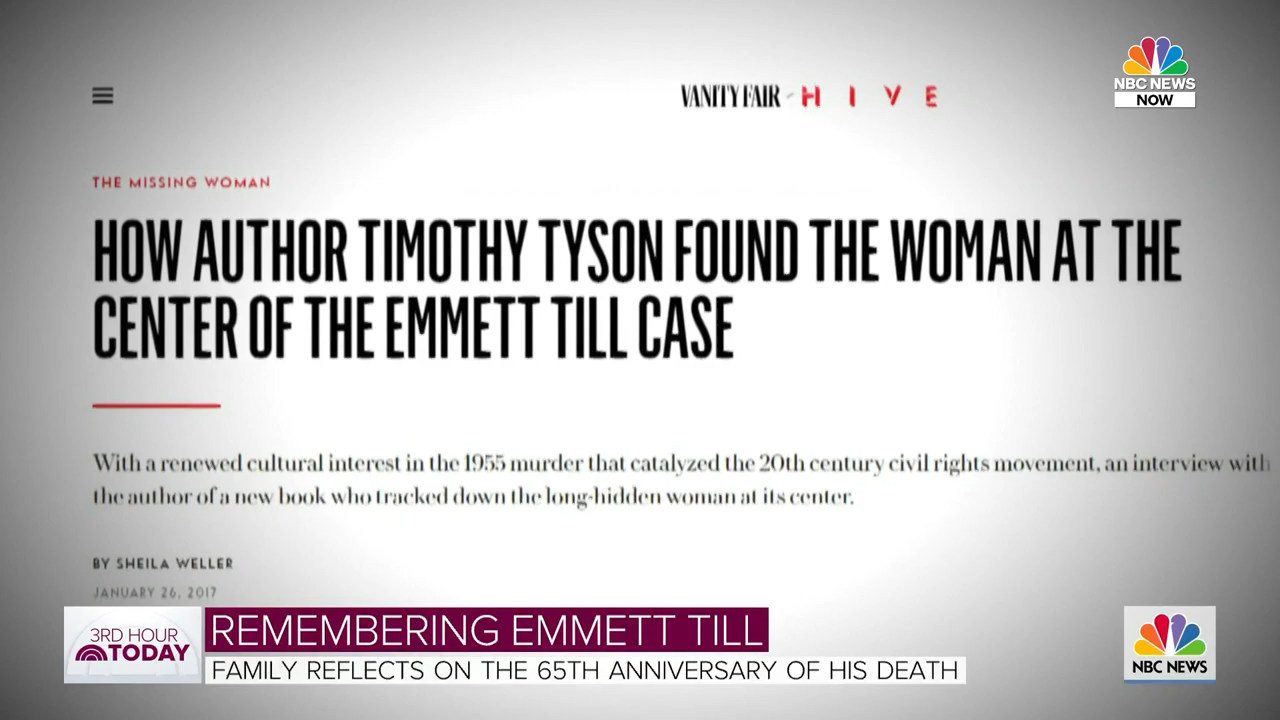 VANITY FAIR HIVE
NBC NEWS
NOW
THE MISSING WOMAN
HOW AUTHOR TIMOTHY TYSON FOUND THE WOMAN AT THE
CENTER OF THE EMMETT TILL CASE
With a renewed cultural interest in the 1955 murder that catalyzed the 20th century civil rights movement, an interview with
the author of a new book who tracked down the long-hidden woman at its center.
BY SHEILA WELLER
JANUARY 26, 2017
3RD HOUR
TODAY
REMEMBERING EMMETT TILL
FAMILY REFLECTS ON THE 65TH ANNIVERSARY OF HIS DEATH
NBC NEWS